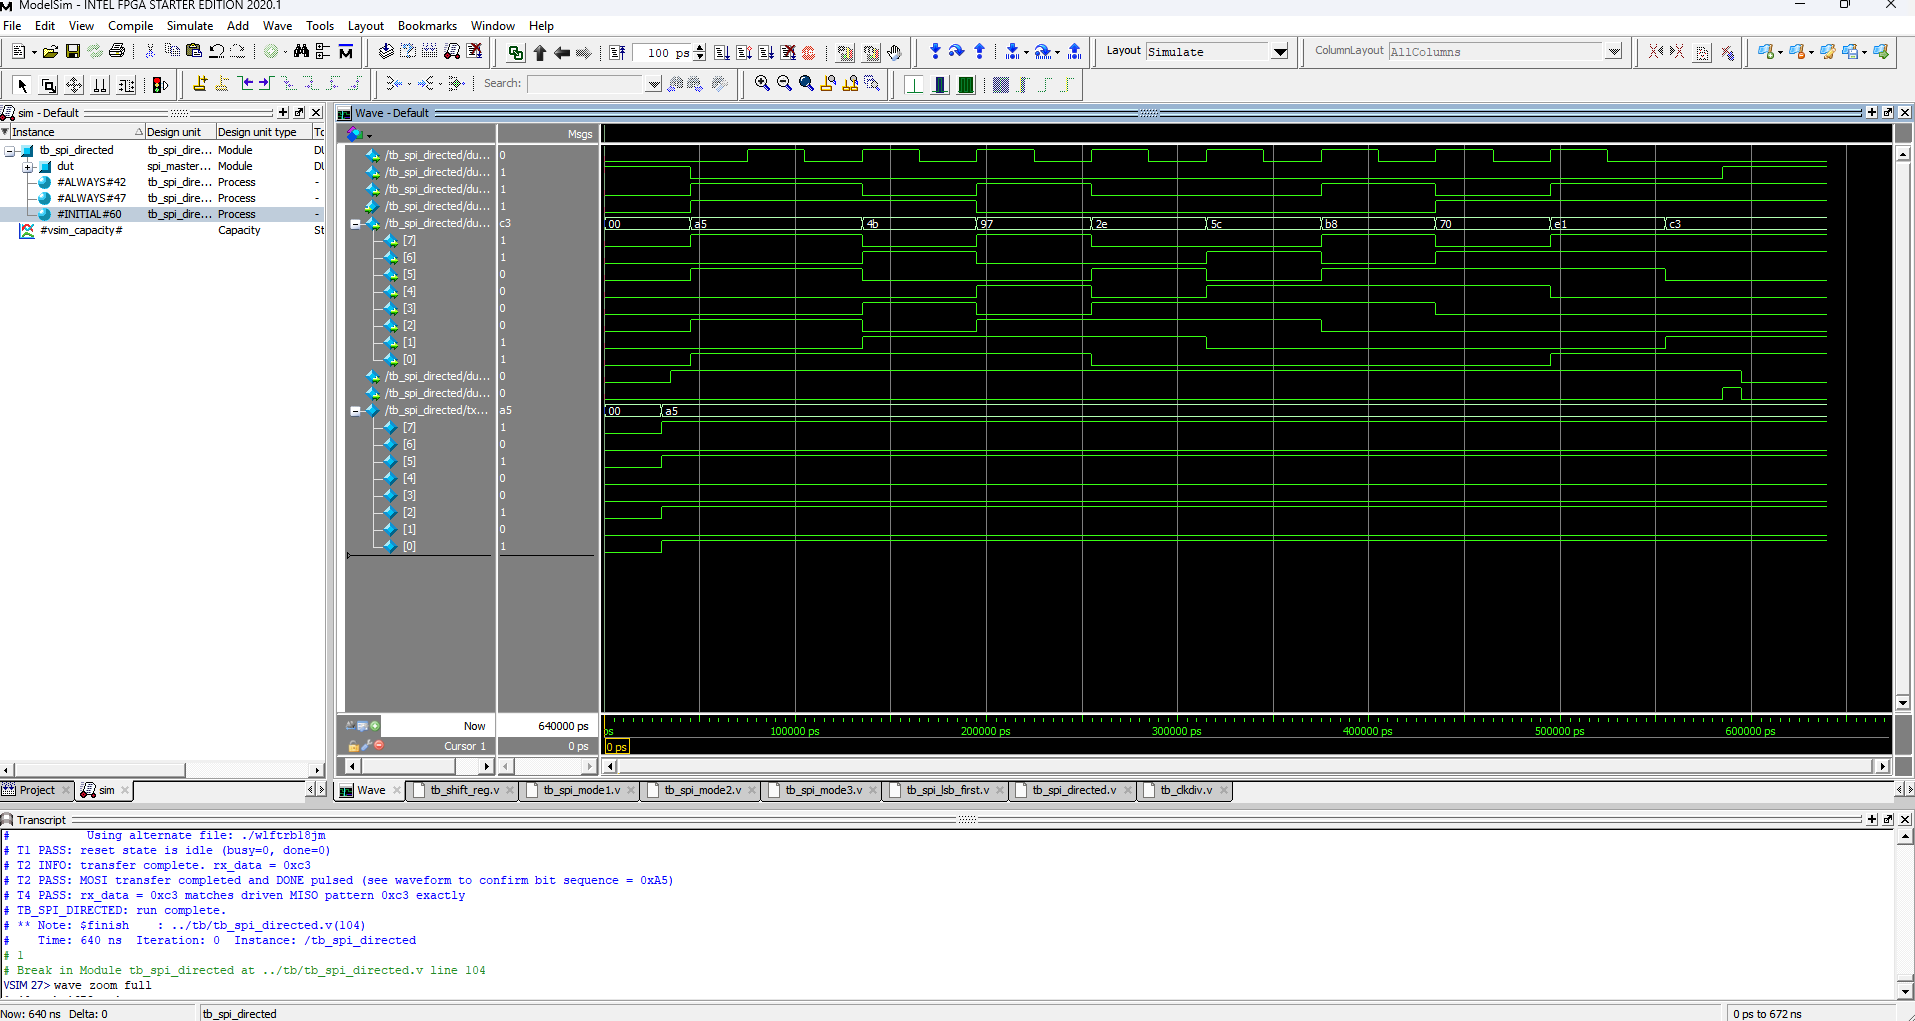 ModelSim - INTEL FPGA STARTER EDITION 2020.1
File Edit View Compile Simulate Add Wave Tools Layout Bookmarks Window Help
100 ps
Layout Simulate
ColumnLayout AllColumns
Search:
sim - Default
Instance Design unit Design unit type
tb_spi_directed tb_spi_dire... Module
dut spi_master... Module
#ALWAYS#42 tb_spi_dire... Process -
#ALWAYS#47 tb_spi_dire... Process -
#INITIAL#60 tb_spi_dire... Process -
#vsim_capacity# Capacity
Project sim
Wave - Default
Msgs
/tb_spi_directed/du... 0
/tb_spi_directed/du... 1
/tb_spi_directed/du... 1
/tb_spi_directed/du... 1
/tb_spi_directed/du... c3 00 a5 4b 97 2e 5c b8 70 e1 c3
[7] 1
[6] 1
[5] 0
[4] 0
[3] 0
[2] 0
[1] 1
[0] 1
/tb_spi_directed/du... 0
/tb_spi_directed/du... 0
/tb_spi_directed/tx... a5 00 a5
[7] 1
[6] 0
[5] 1
[4] 0
[3] 0
[2] 1
[1] 0
[0] 1
Now 640000 ps
ps 100000 ps 200000 ps 300000 ps 400000 ps 500000 ps 600000 ps
Cursor 1 0 ps 0 ps
Wave tb_shift_reg.v tb_spi_mode1.v tb_spi_mode2.v tb_spi_mode3.v tb_spi_lsb_first.v tb_spi_directed.v tb_clkdiv.v
Transcript
# Using alternate file: ./wlftrbl8jm
# T1 PASS: reset state is idle (busy=0, done=0)
# T2 INFO: transfer complete. rx_data = 0xc3
# T2 PASS: MOSI transfer completed and DONE pulsed (see waveform to confirm bit sequence = 0xA5)
# T4 PASS: rx_data = 0xc3 matches driven MISO pattern 0xc3 exactly
# TB_SPI_DIRECTED: run complete.
# ** Note: $finish : ../tb/tb_spi_directed.v(104)
# Time: 640 ns Iteration: 0 Instance: /tb_spi_directed
# 1
# Break in Module tb_spi_directed at ../tb/tb_spi_directed.v line 104
VSIM 27> wave zoom full
Now: 640 ns Delta: 0 tb_spi_directed 0 ps to 672 ns